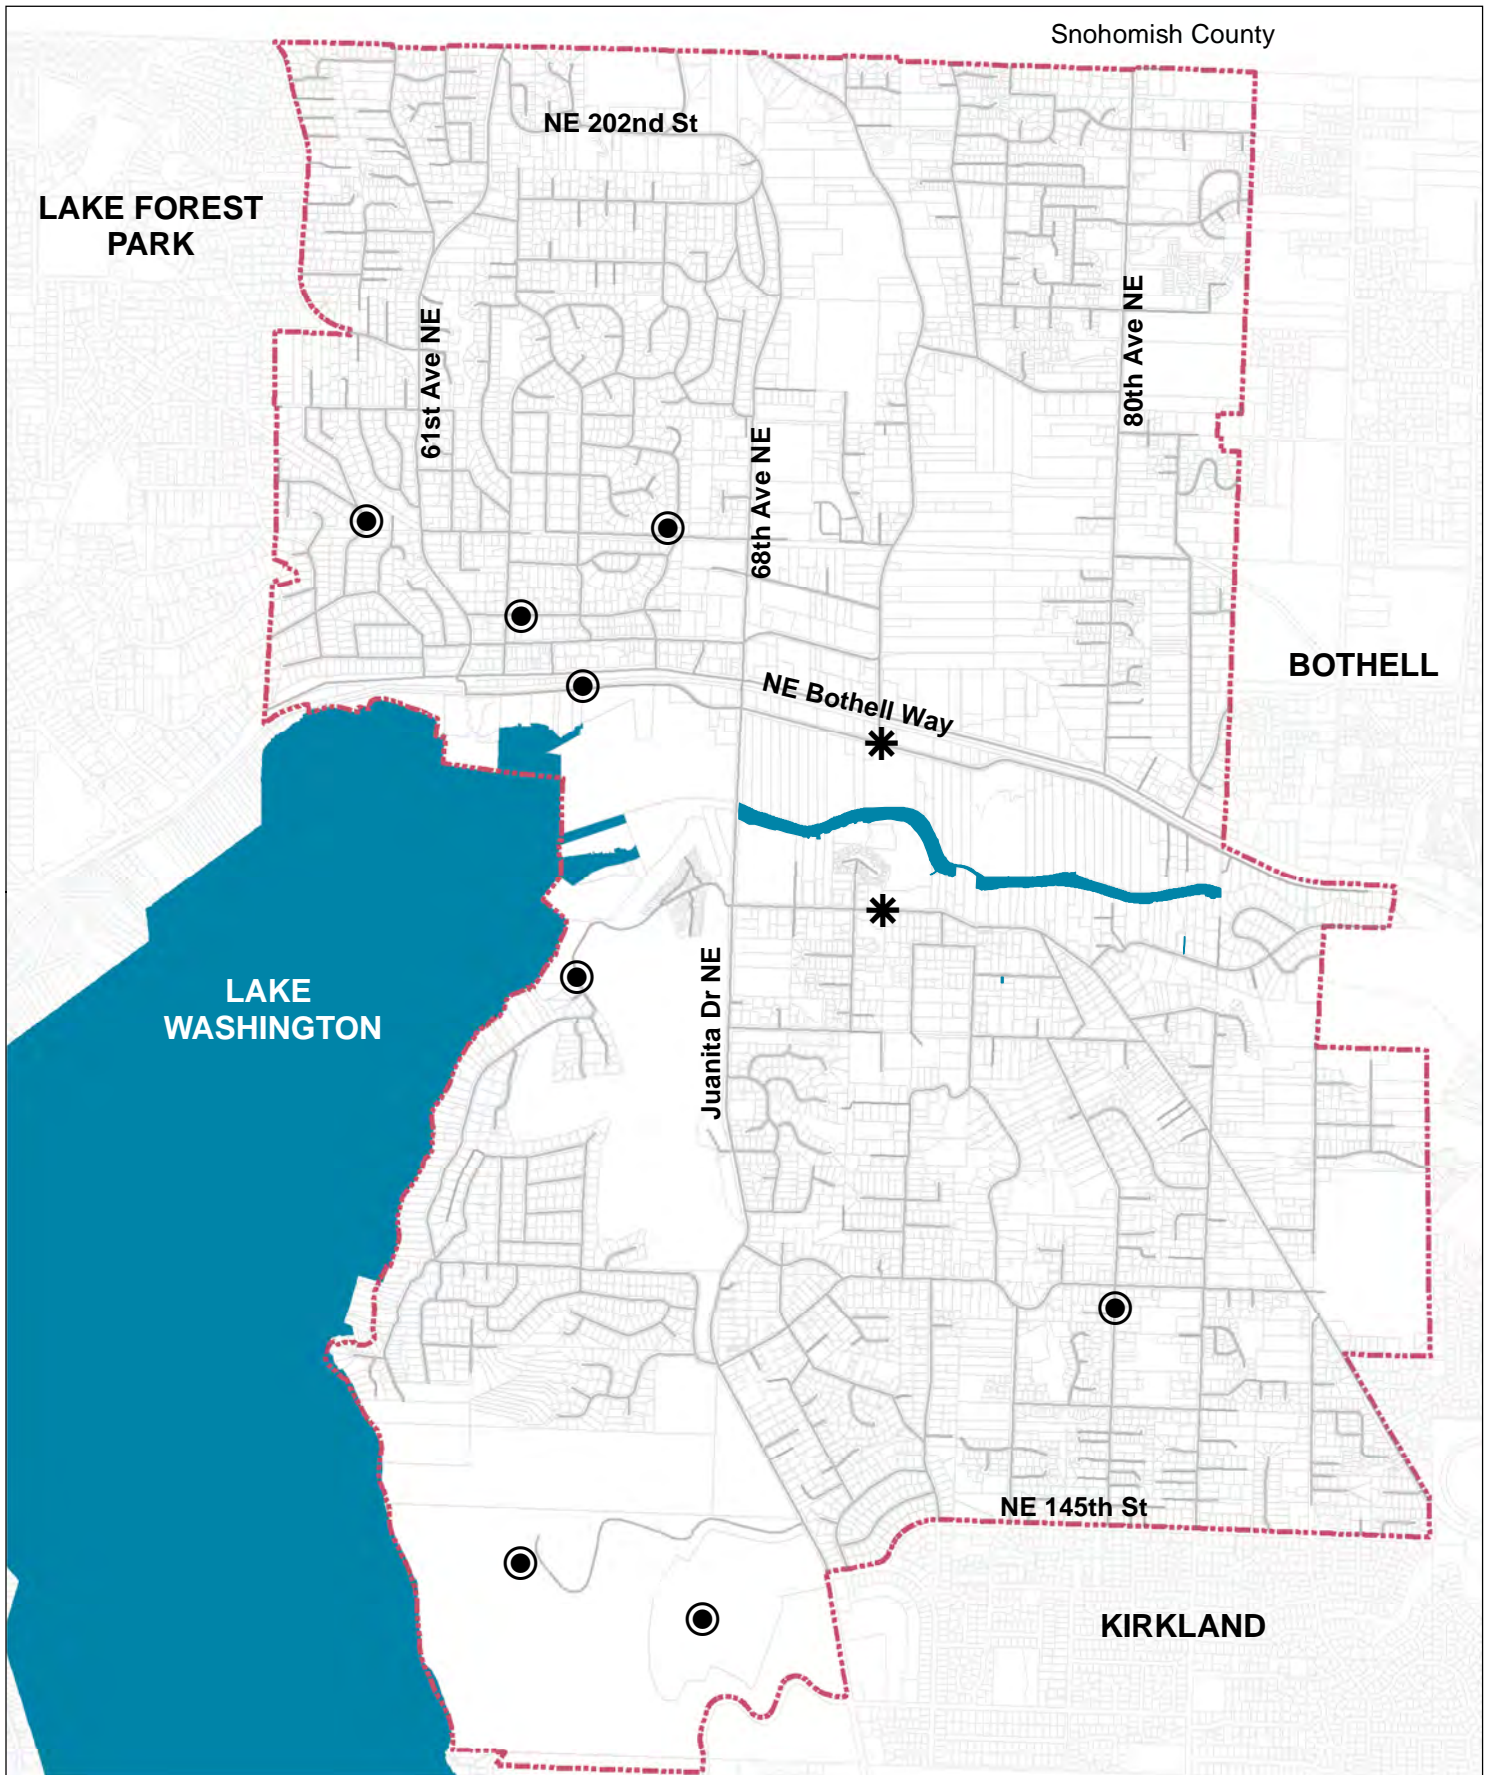 Snohomish County
NE 202nd St
LAKE FOREST
PARK
61st Ave NE
80th Ave NE
68th Ave NE
BOTHELL
NE Bothell Way
LAKE
WASHINGTON
Juanita Dr NE
NE 145th St
KIRKLAND